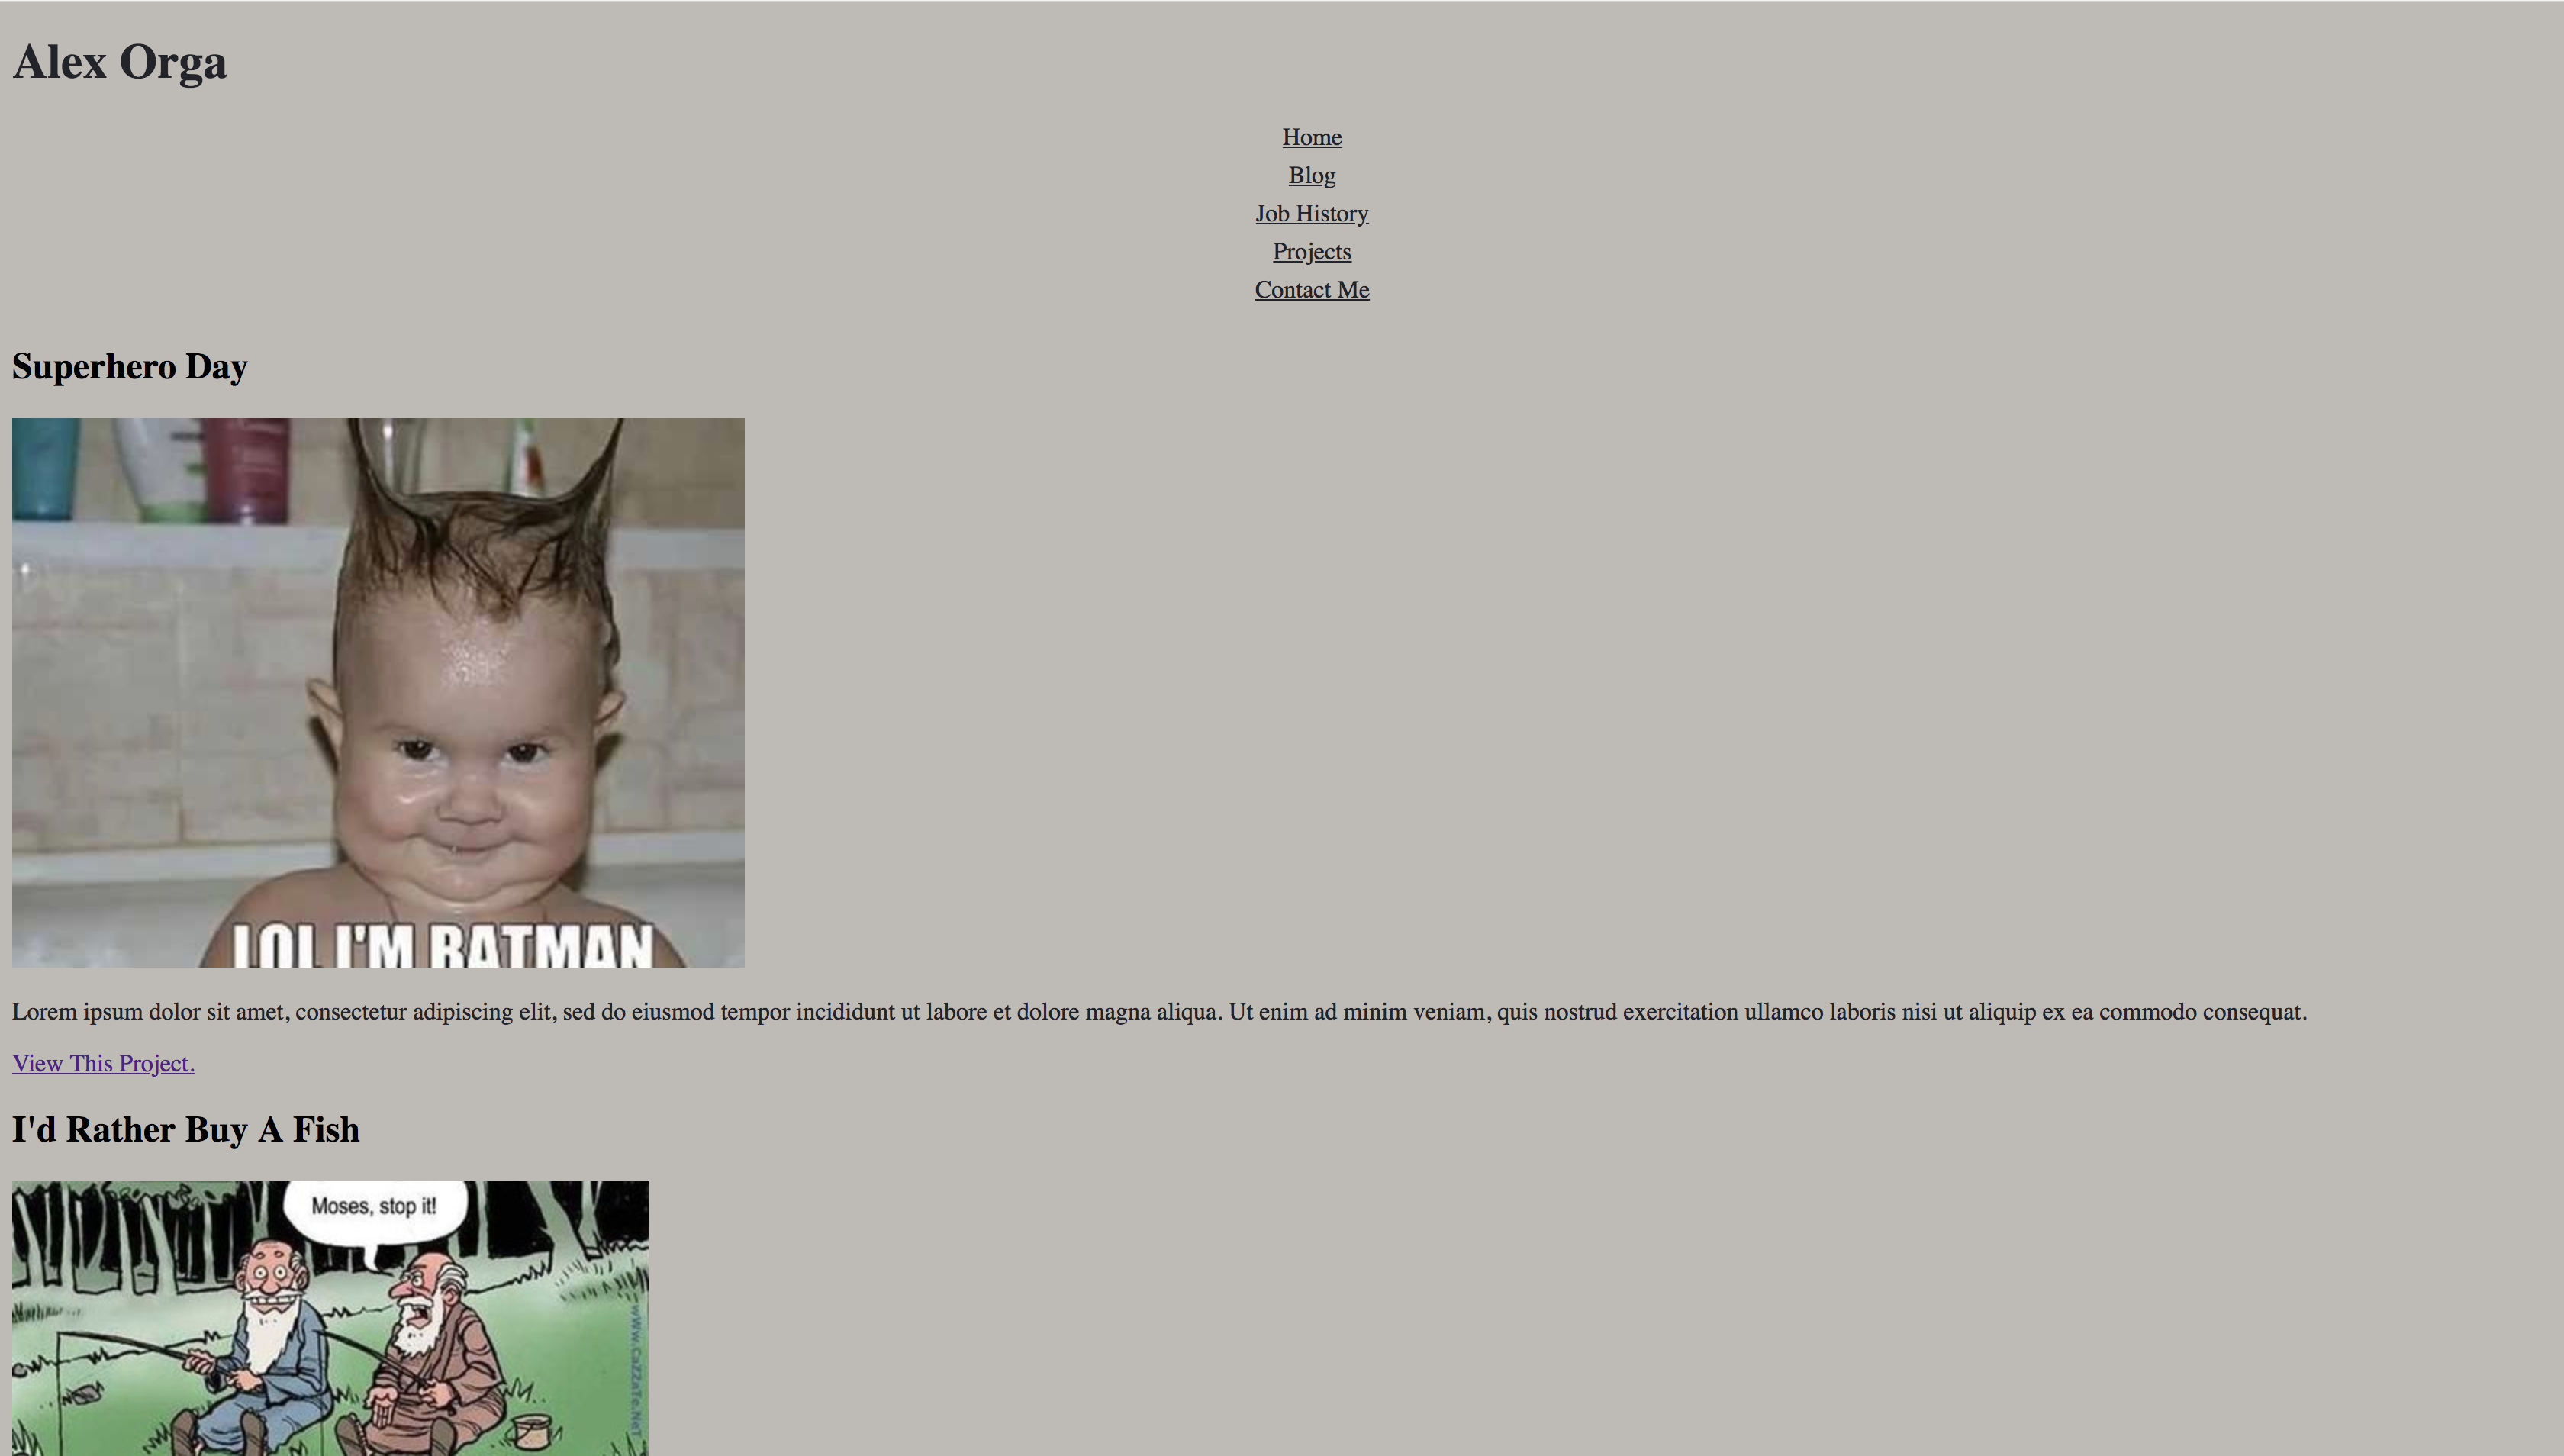 Alex Orga
Home
Blog
Job History
Projects
Contact Me
Superhero Day
LOL I'M BATMAN
Lorem ipsum dolor sit amet, consectetur adipiscing elit, sed do eiusmod tempor incididunt ut labore et dolore magna aliqua. Ut enim ad minim veniam, quis nostrud exercitation ullamco laboris nisi ut aliquip ex ea commodo consequat.
View This Project.
I'd Rather Buy A Fish
Moses, stop it!
wWw.CaZZaTe.NeT